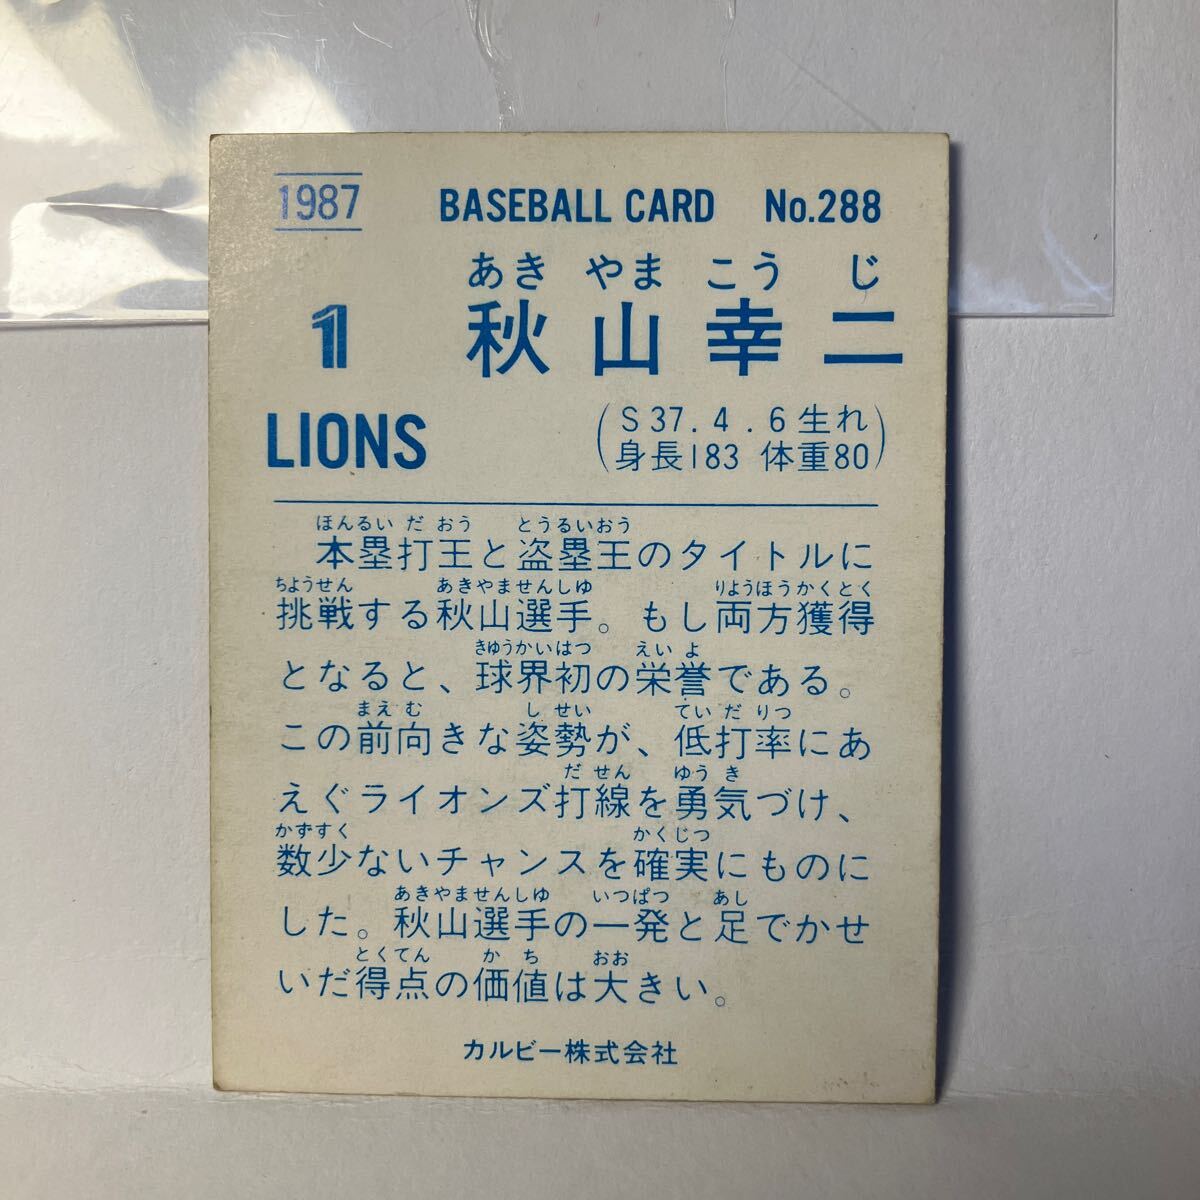 1987 BASEBALL CARD No.288
あき やま こう じ
1 秋山幸二
LIONS (S37.4.6生れ
身長183 体重80)
ほんるいだおう とうるいおう
本塁打王と盗塁王のタイトルに
ちようせん あきやませんしゆ りようほうかくとく
挑戦する秋山選手。もし両方獲得
きゆうかいはつ えいよ
となると、球界初の栄誉である。
まえむ しせい ていだりつ
この前向きな姿勢が、低打率にあ
だせん ゆうき
えぐライオンズ打線を勇気づけ、
かずすく かくじつ
数少ないチャンスを確実にものに
あきやませんしゆ いつぱつ あし
した。秋山選手の一発と足でかせ
とくてん かち おお
いだ得点の価値は大きい。
カルビー株式会社